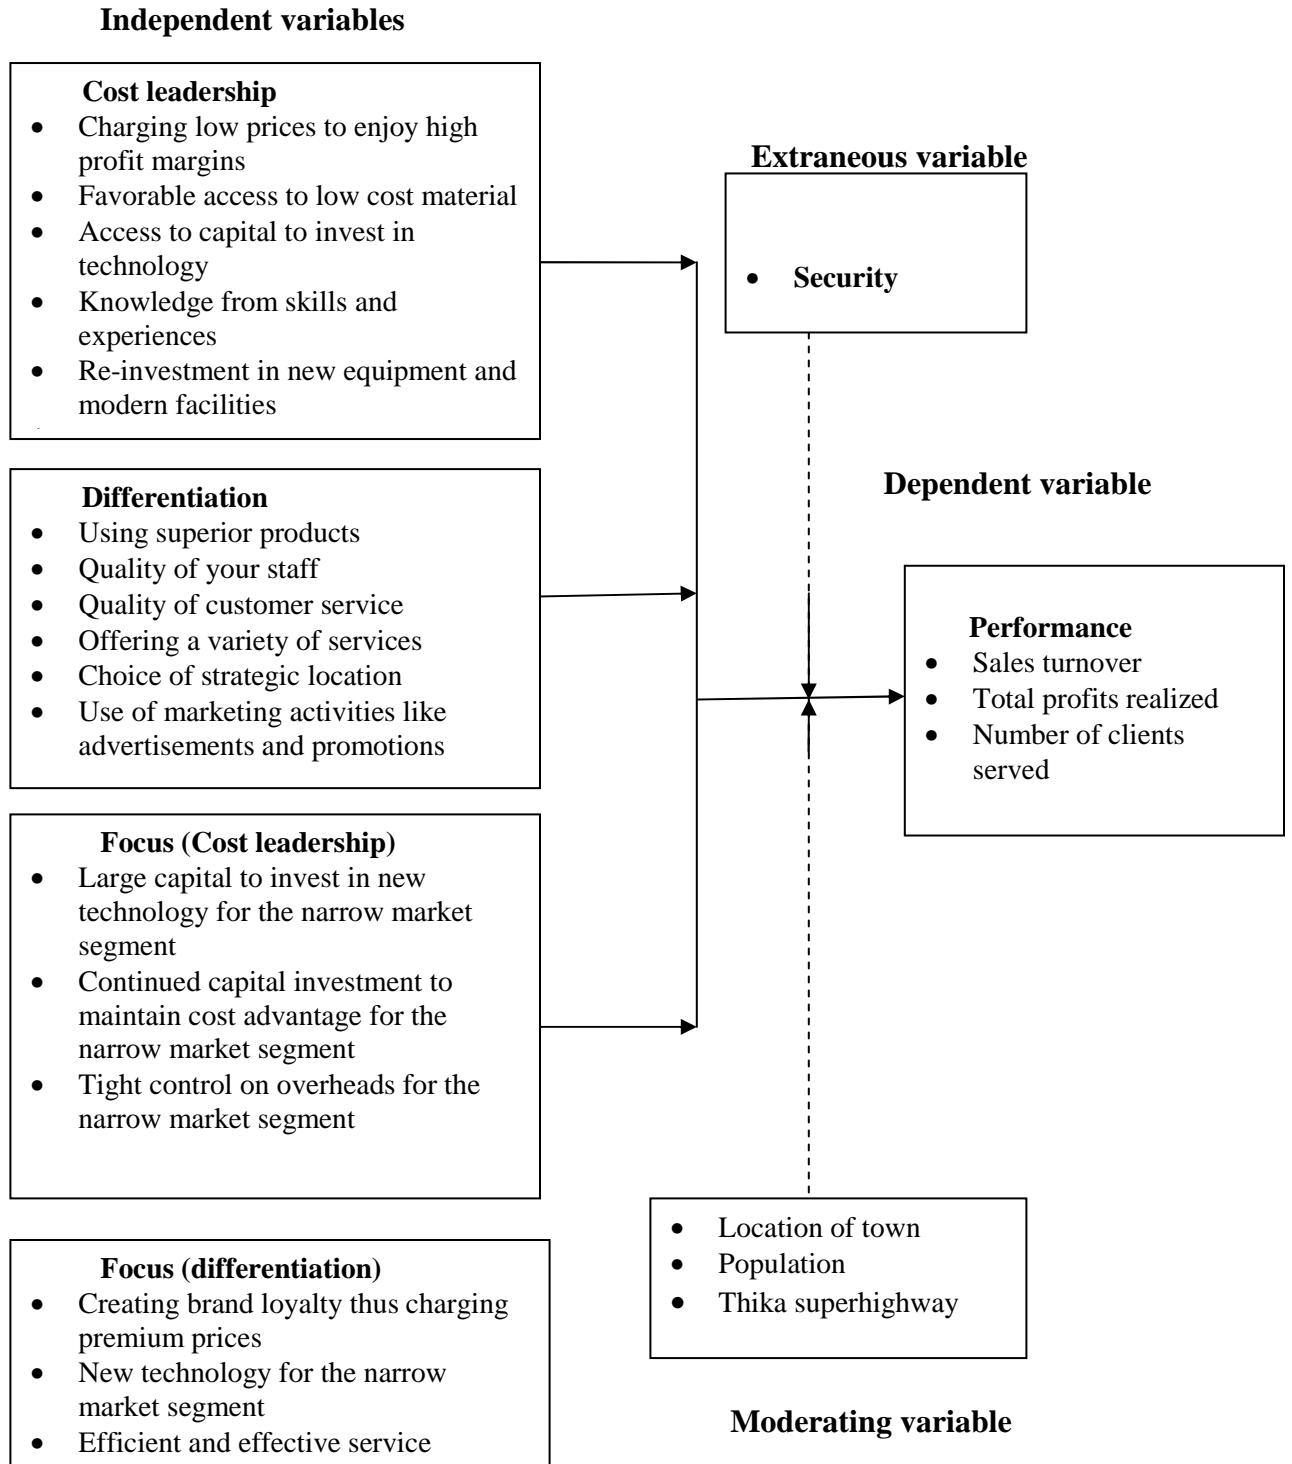 Independent variables
Cost leadership
• Charging low prices to enjoy high
profit margins
• Favorable access to low cost material
• Access to capital to invest in
technology
• Knowledge from skills and
experiences
• Re-investment in new equipment and
modern facilities
Differentiation
• Using superior products
• Quality of your staff
• Quality of customer service
• Offering a variety of services
• Choice of strategic location
• Use of marketing activities like
advertisements and promotions
Focus (Cost leadership)
• Large capital to invest in new
technology for the narrow market
segment
• Continued capital investment to
maintain cost advantage for the
narrow market segment
• Tight control on overheads for the
narrow market segment
Focus (differentiation)
• Creating brand loyalty thus charging
premium prices
• New technology for the narrow
market segment
• Efficient and effective service
Extraneous variable
• Security
Dependent variable
Performance
• Sales turnover
• Total profits realized
• Number of clients
served
• Location of town
• Population
• Thika superhighway
Moderating variable